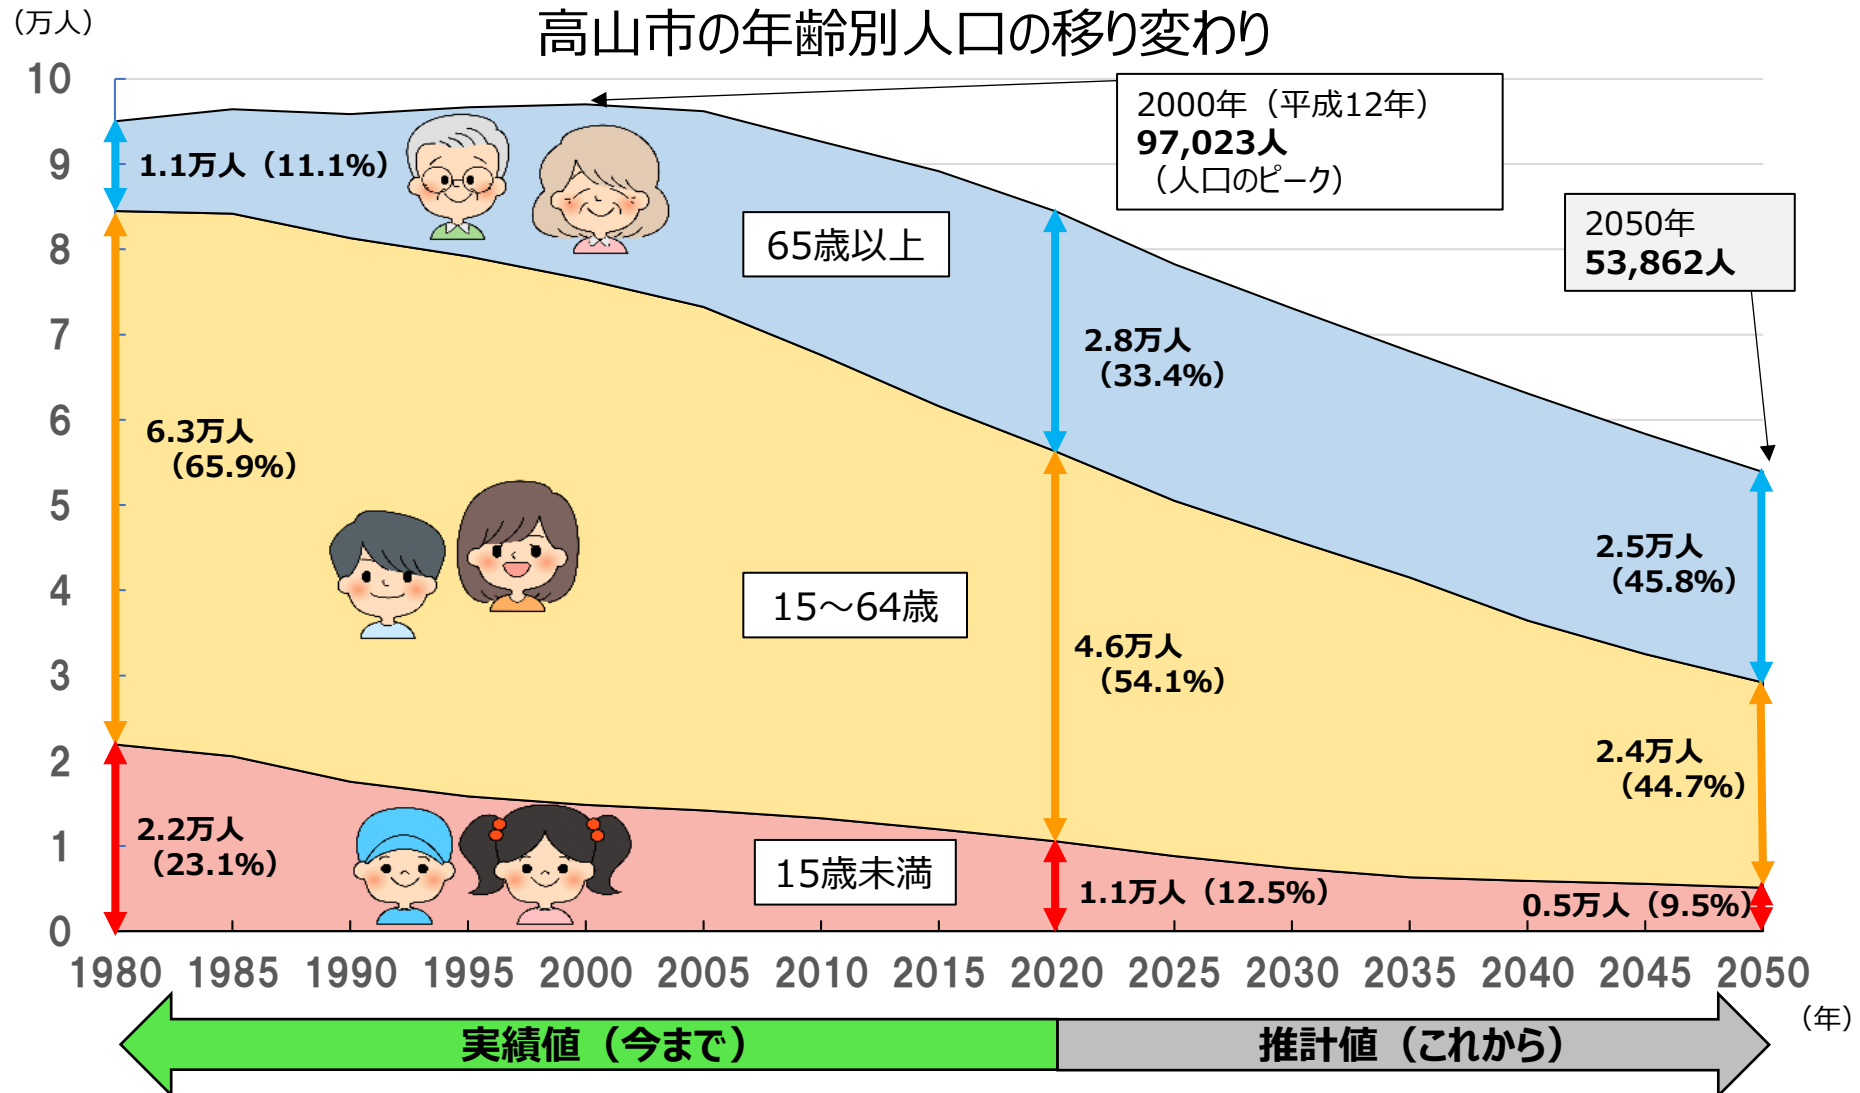 高山市の年齢別人口の移り変わり
（万人）
10
9
8
7
6
5
4
3
2
1
0
2000年（平成12年）
97,023人
（人口のピーク）
2050年
53,862人
1.1万人（11.1%）
65歳以上
2.8万人
（33.4%）
6.3万人
（65.9%）
2.5万人
（45.8%）
15～64歳
4.6万人
（54.1%）
2.4万人
（44.7%）
2.2万人
（23.1%）
15歳未満
1.1万人（12.5%）
0.5万人（9.5%）
1980 1985 1990 1995 2000 2005 2010 2015 2020 2025 2030 2035 2040 2045 2050
（年）
実績値（今まで）
推計値（これから）